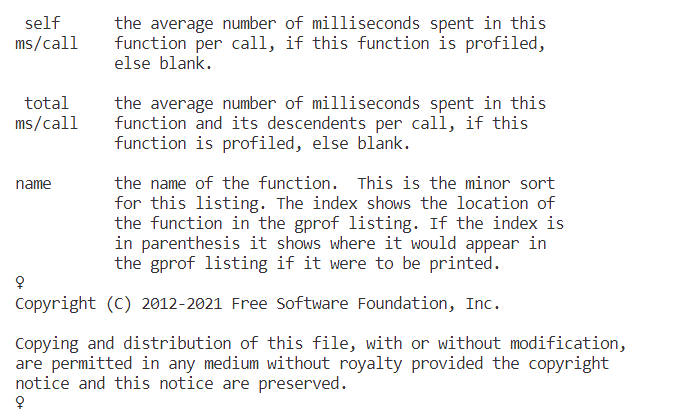 self the average number of milliseconds spent in this
ms/call function per call, if this function is profiled,
else blank.
total the average number of milliseconds spent in this
ms/call function and its descendents per call, if this
function is profiled, else blank.
name the name of the function.  This is the minor sort
for this listing. The index shows the location of
the function in the gprof listing. If the index is
in parenthesis it shows where it would appear in
the gprof listing if it were to be printed.
♀
Copyright (C) 2012-2021 Free Software Foundation, Inc.
Copying and distribution of this file, with or without modification,
are permitted in any medium without royalty provided the copyright
notice and this notice are preserved.
♀